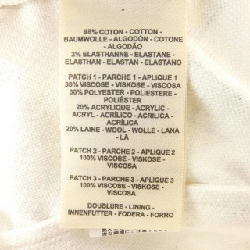 98% COTON - COTTON -
BAUMWOLLE - ALGODÓN - COTONE -
ALGODÃO
2% ELASTHANNE - ELASTANE -
ELASTHAN - ELASTAN - ELASTANO
PATCH 1 - PARCHE 1 - APLIQUE 1
30% VISCOSE - VISKOSE - VISCOSA
30% POLYESTER - POLIESTERE -
POLIÉSTER
20% ACRYLIQUE - ACRYLIC -
ACRYL - ACRÍLICO - ACRILICA -
ACRÍLICA
20% LAINE - WOOL - WOLLE - LANA -
LÃ
PATCH 2 - PARCHE 2 - APLIQUE 2
100% VISCOSE - VISKOSE -
VISCOSA
PATCH 3 - PARCHE 3 - APLIQUE 3
100% VISCOSE - VISKOSE -
VISCOSA
DOUBLURE - LINING -
INNENFUTTER - FODERA - FORRO